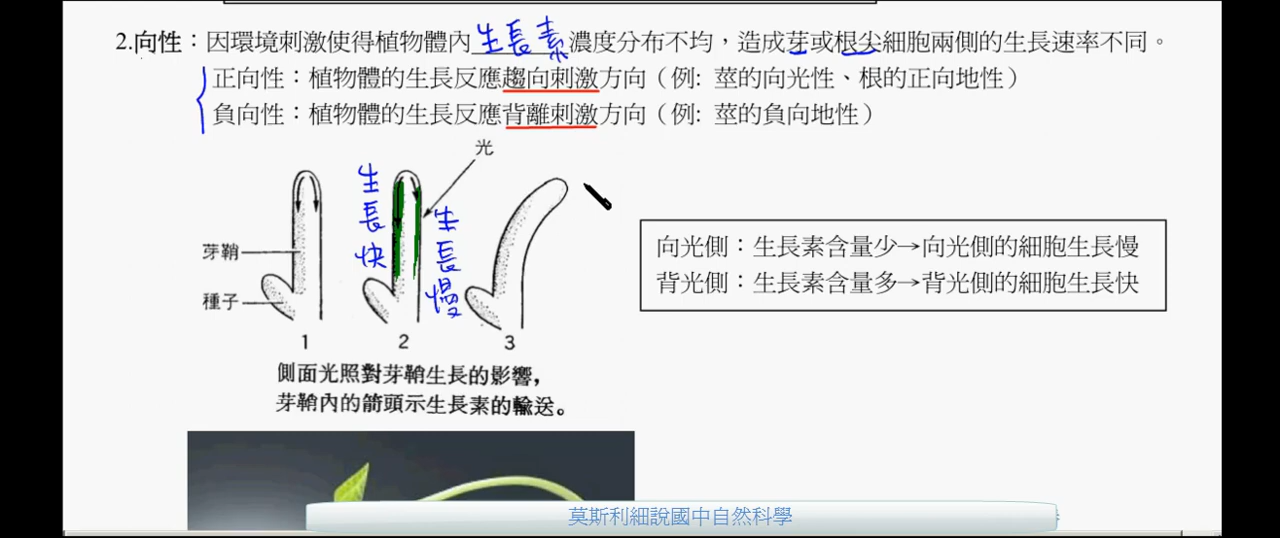 2.向性：因環境刺激使得植物體內生長素濃度分布不均，造成芽或根尖細胞兩側的生長速率不同。
正向性：植物體的生長反應趨向刺激方向（例: 莖的向光性、根的正向地性）
負向性：植物體的生長反應背離刺激方向（例: 莖的負向地性）
光
生長快
生長慢
芽鞘
種子
1 2 3
側面光照對芽鞘生長的影響，
芽鞘內的箭頭示生長素的輸送。
向光側：生長素含量少→向光側的細胞生長慢
背光側：生長素含量多→背光側的細胞生長快
莫斯利細說國中自然科學